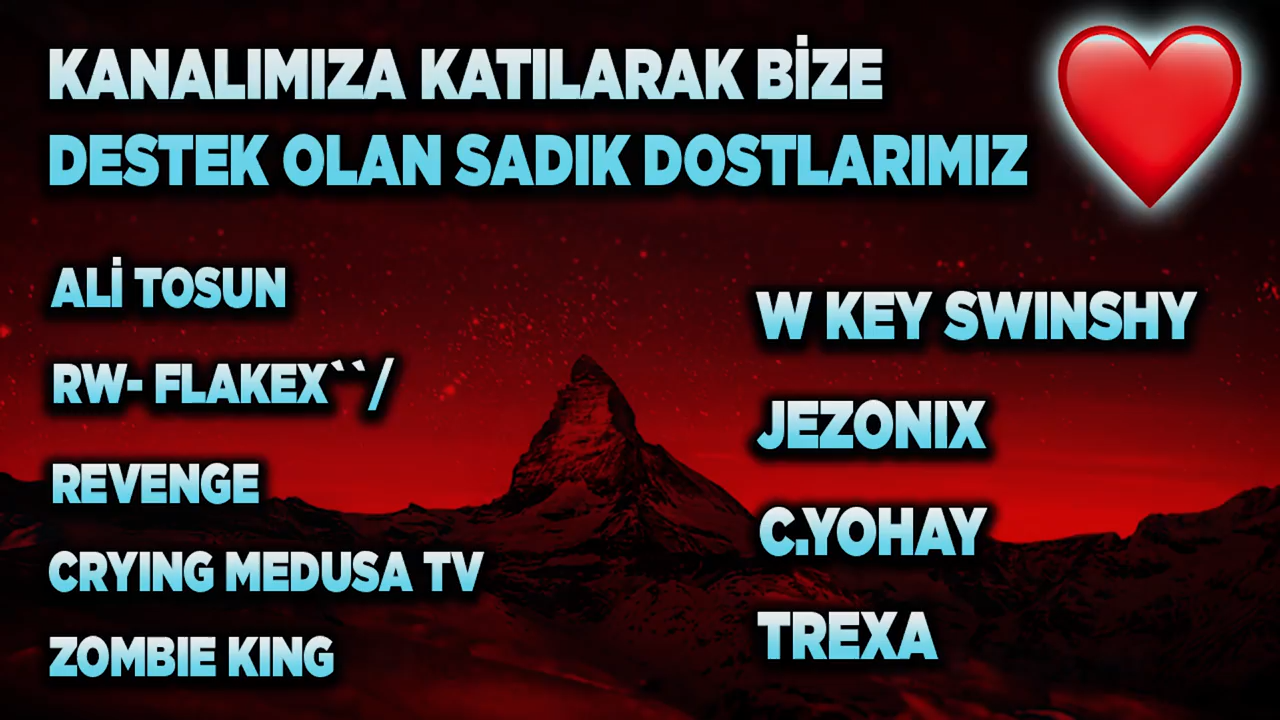 KANALIMIZA KATILARAK BİZE
DESTEK OLAN SADIK DOSTLARIMIZ
ALİ TOSUN
RW- FLAKEX``/
REVENGE
CRYING MEDUSA TV
ZOMBIE KING
W KEY SWINSHY
JEZONIX
C.YOHAY
TREXA